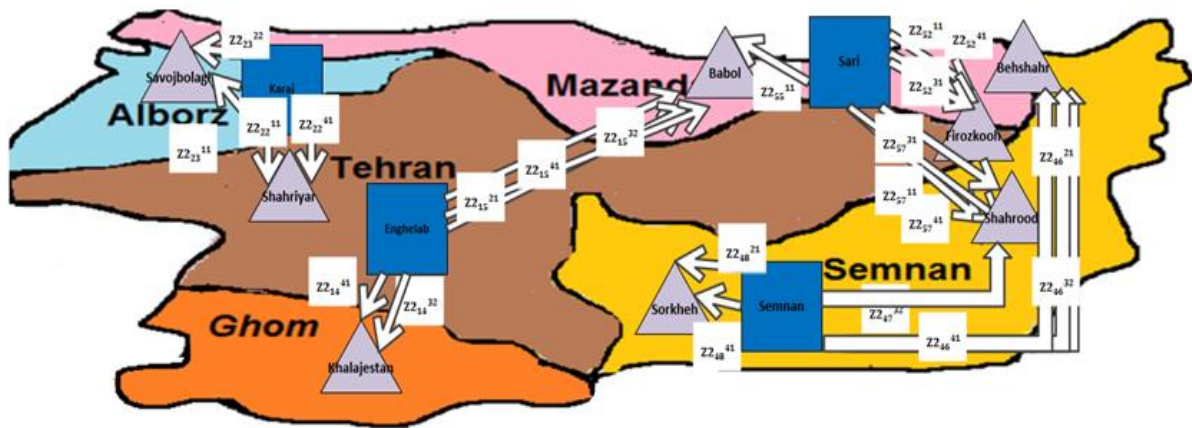 Z2₂₃²²
Savojbolagh
Karaj
Alborz
Z2₂₂¹¹
Z2₂₂⁴¹
Z2₂₃¹¹
Shahriyar
Tehran
Enghelab
Z2₁₅²¹
Z2₁₅⁴¹
Z2₁₅³²
Z2₁₄⁴¹
Z2₁₄³²
Ghom
Khalajestan
Mazand
Babol
Z2₅₅¹¹
Sari
Z2₅₂¹¹
Z2₅₂⁴¹
Z2₅₂³¹
Behshahr
Firozkooh
Z2₅₇³¹
Z2₅₇¹¹
Z2₅₇⁴¹
Shahrood
Z2₄₆²¹
Z2₄₈²¹
Semnan
Sorkheh
Semnan
Z2₄₇³²
Z2₄₆³²
Z2₄₈⁴¹
Z2₄₆⁴¹